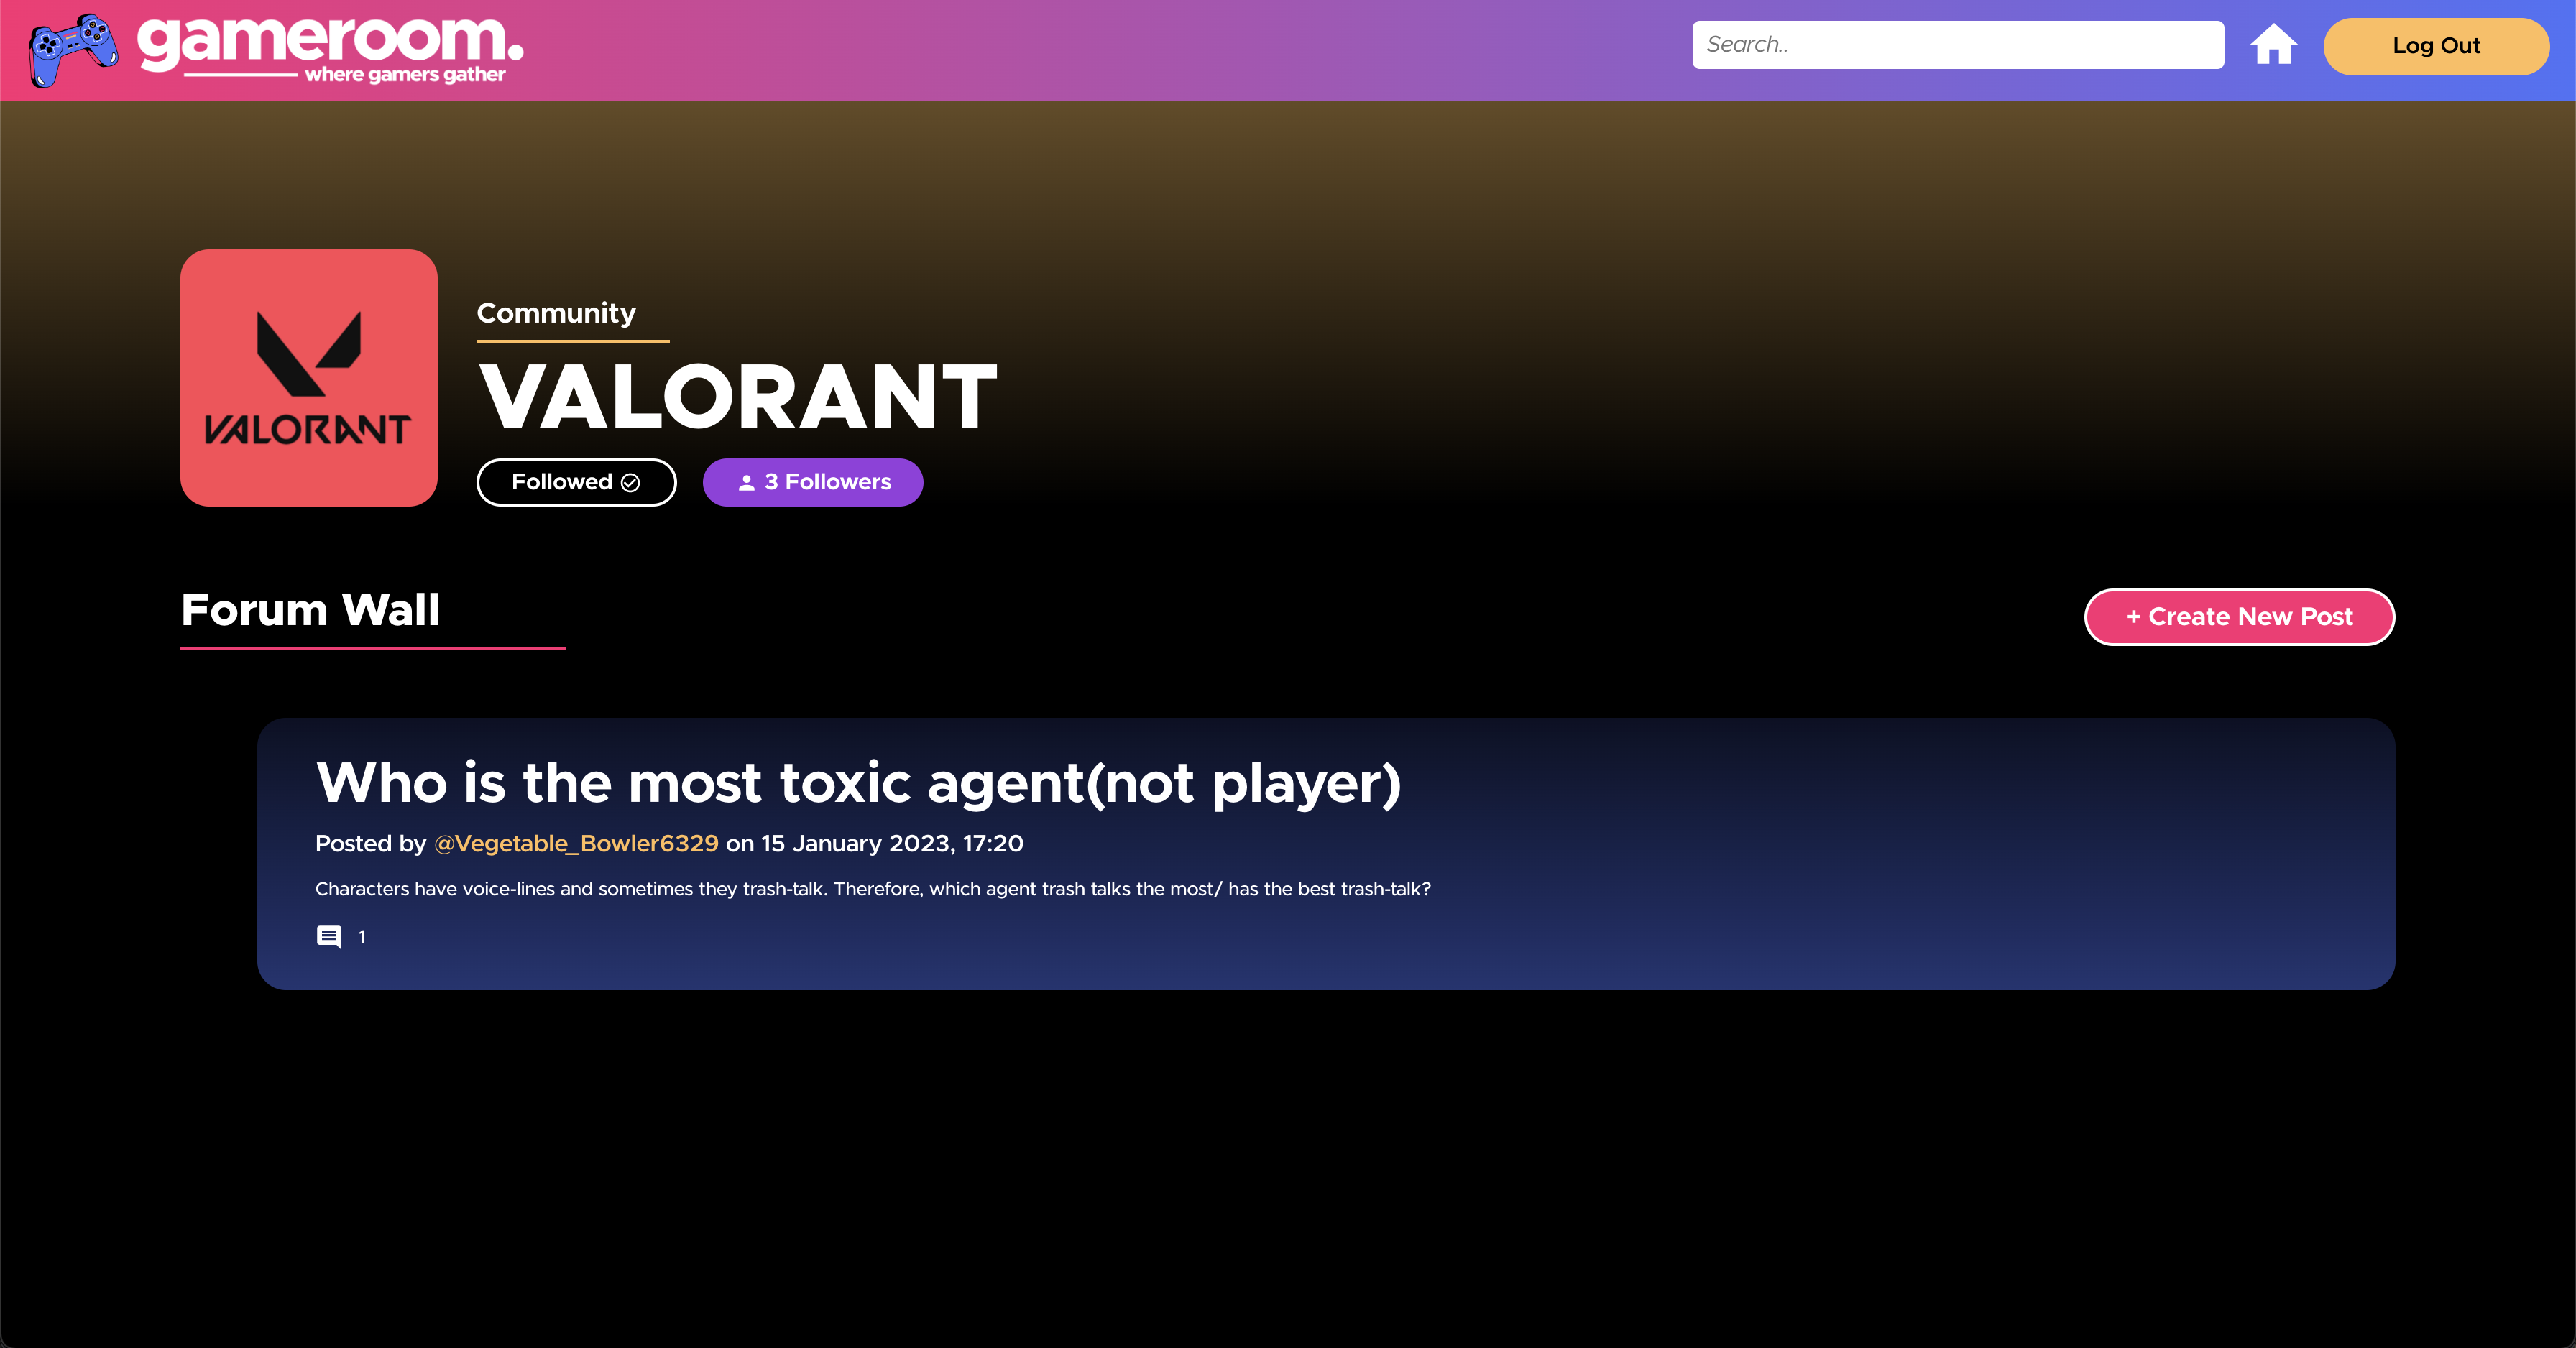 gameroom.
where gamers gather
Search..
Log Out
VALORANT
Community
VALORANT
Followed
3 Followers
Forum Wall
+ Create New Post
Who is the most toxic agent(not player)
Posted by @Vegetable_Bowler6329 on 15 January 2023, 17:20
Characters have voice-lines and sometimes they trash-talk. Therefore, which agent trash talks the most/ has the best trash-talk?
1